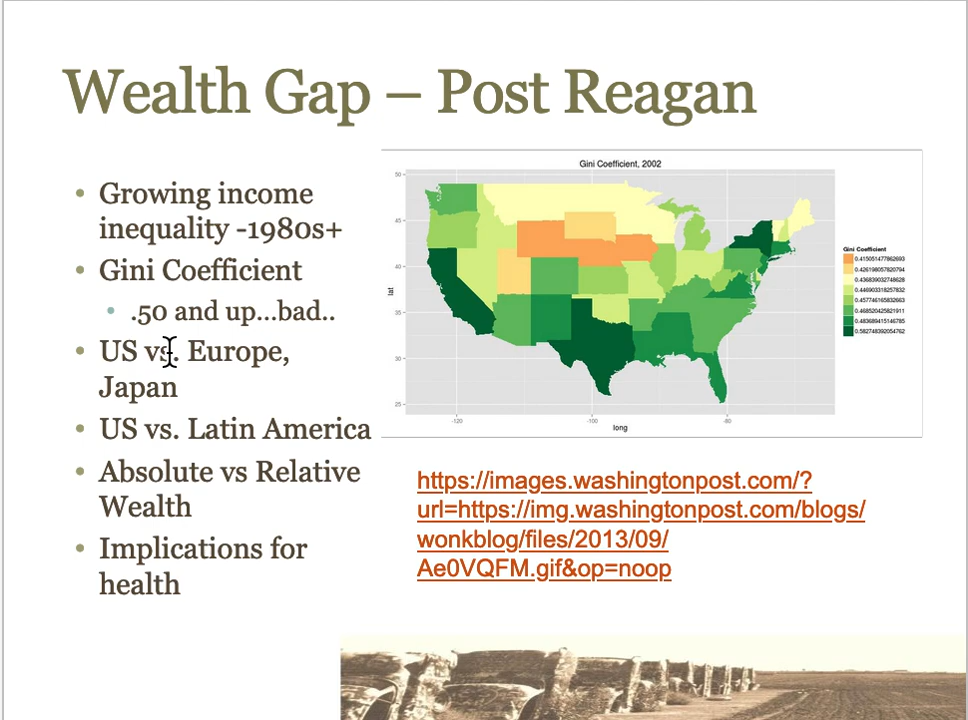 Wealth Gap – Post Reagan
• Growing income
inequality -1980s+
• Gini Coefficient
• .50 and up…bad..
• US vs. Europe,
Japan
• US vs. Latin America
• Absolute vs Relative
Wealth
• Implications for
health
Gini Coefficient, 2002
50
45
40
35
30
25
lat
-120
-100
-80
long
Gini Coefficient
0.415051477862693
0.426198057820794
0.436839032748628
0.446903318257832
0.457746165832663
0.468520425821911
0.483689415146785
0.582748392054762
https://images.washingtonpost.com/?
url=https://img.washingtonpost.com/blogs/
wonkblog/files/2013/09/
Ae0VQFM.gif&op=noop